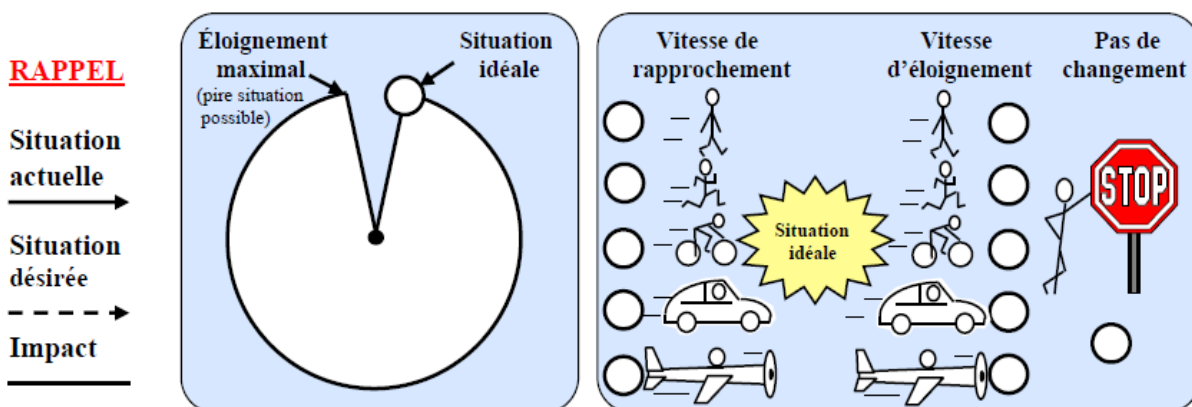 RAPPEL
Situation
actuelle
Situation
désirée
Impact
Éloignement
maximal
(pire situation
possible)
Situation
idéale
Vitesse de
rapprochement
Vitesse
d’éloignement
Pas de
changement
Situation
idéale
STOP